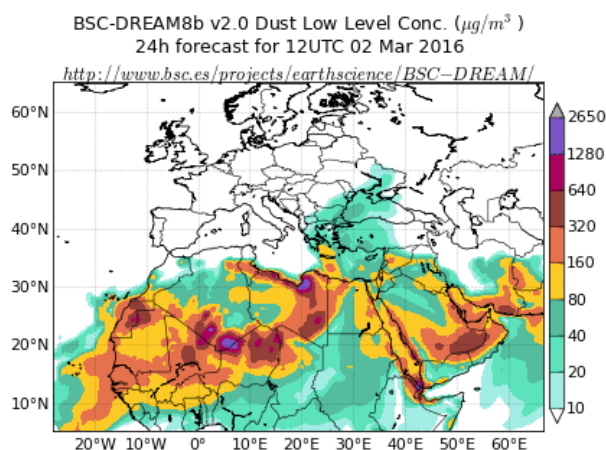 BSC-DREAM8b v2.0 Dust Low Level Conc. (μg/m³ )
24h forecast for 12UTC 02 Mar 2016
http://www.bsc.es/projects/earthscience/BSC−DREAM/
60°N
50°N
40°N
30°N
20°N
10°N
20°W 10°W 0° 10°E 20°E 30°E 40°E 50°E 60°E
2650
1280
640
320
160
80
40
20
10